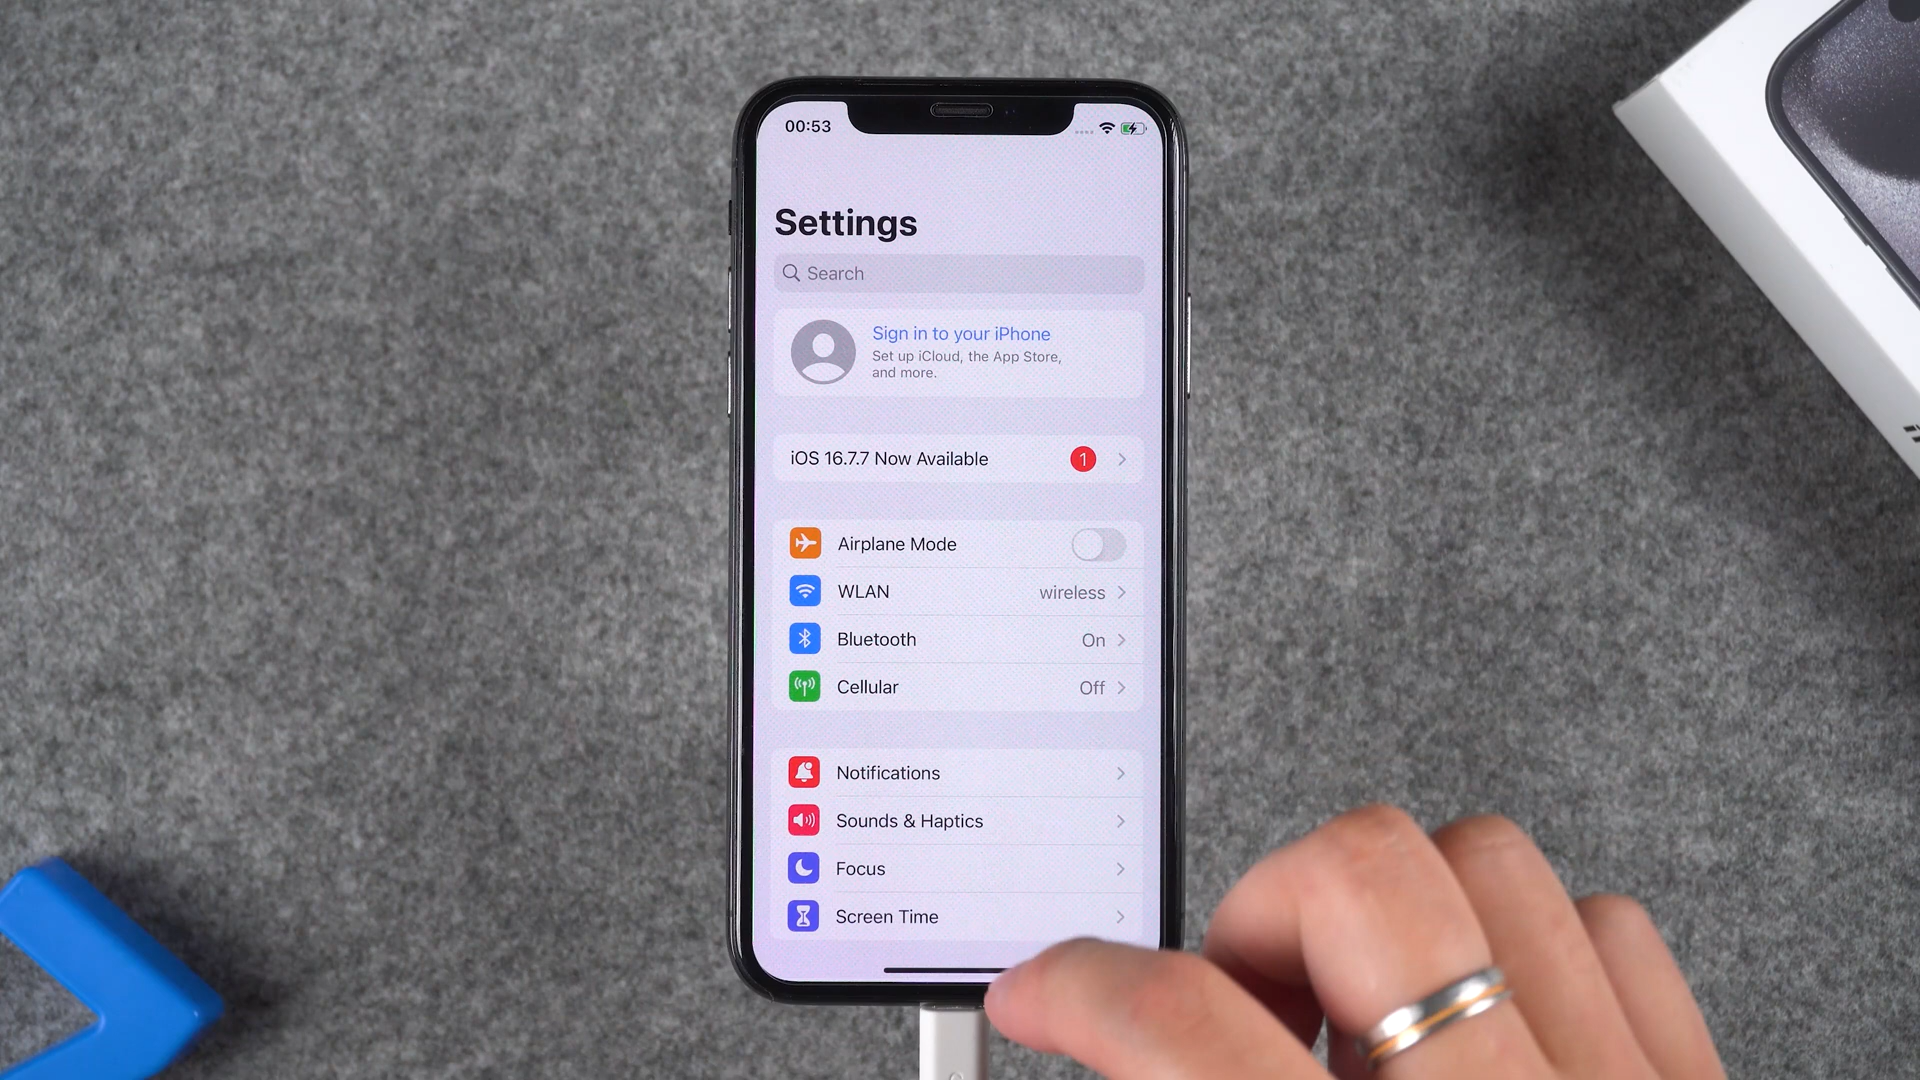 00:53
Settings
Search
Sign in to your iPhone
Set up iCloud, the App Store,
and more.
iOS 16.7.7 Now Available 1
Airplane Mode
WLAN wireless
Bluetooth On
Cellular Off
Notifications
Sounds & Haptics
Focus
Screen Time